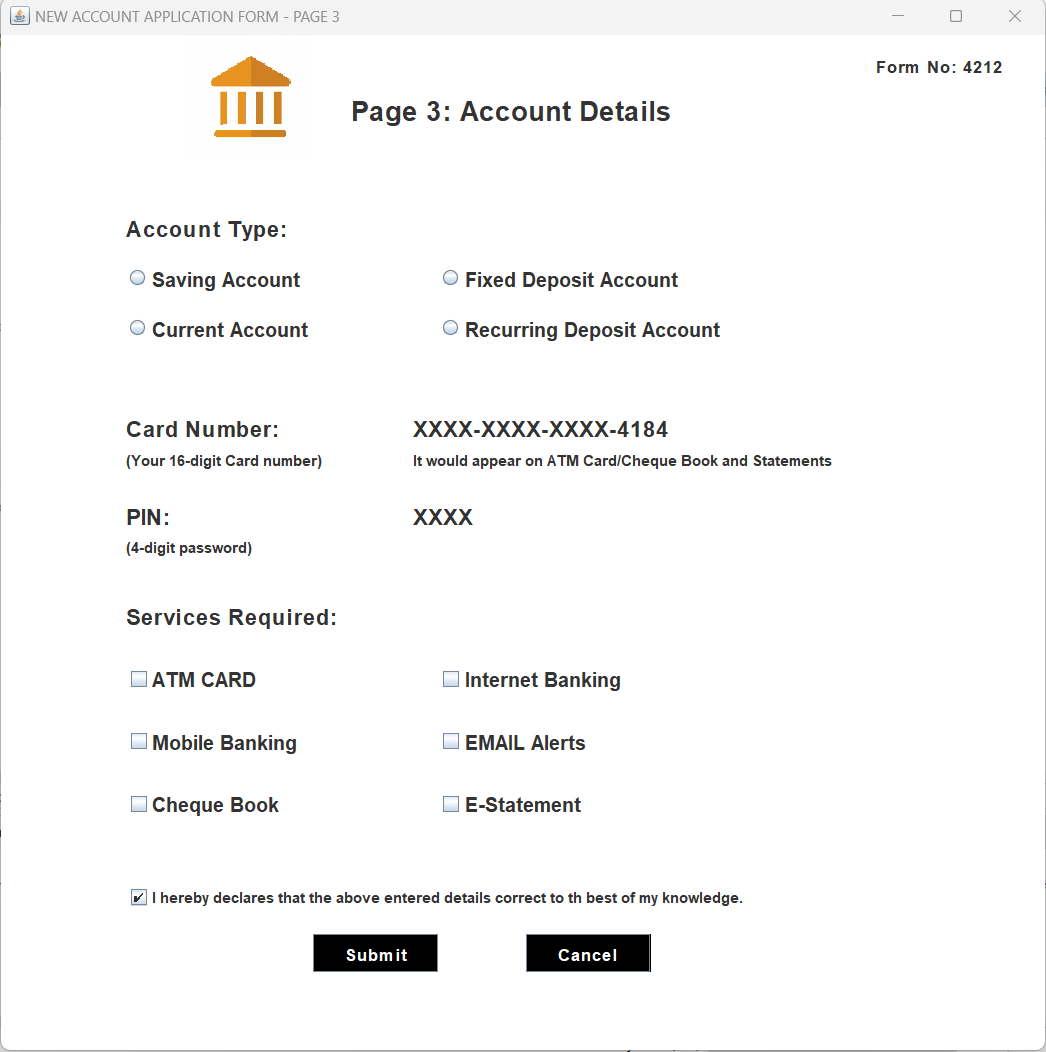 NEW ACCOUNT APPLICATION FORM - PAGE 3
Form No: 4212
Page 3: Account Details
Account Type:
Saving Account Fixed Deposit Account
Current Account Recurring Deposit Account
Card Number: XXXX-XXXX-XXXX-4184
(Your 16-digit Card number) It would appear on ATM Card/Cheque Book and Statements
PIN: XXXX
(4-digit password)
Services Required:
ATM CARD Internet Banking
Mobile Banking EMAIL Alerts
Cheque Book E-Statement
I hereby declares that the above entered details correct to th best of my knowledge.
Submit Cancel